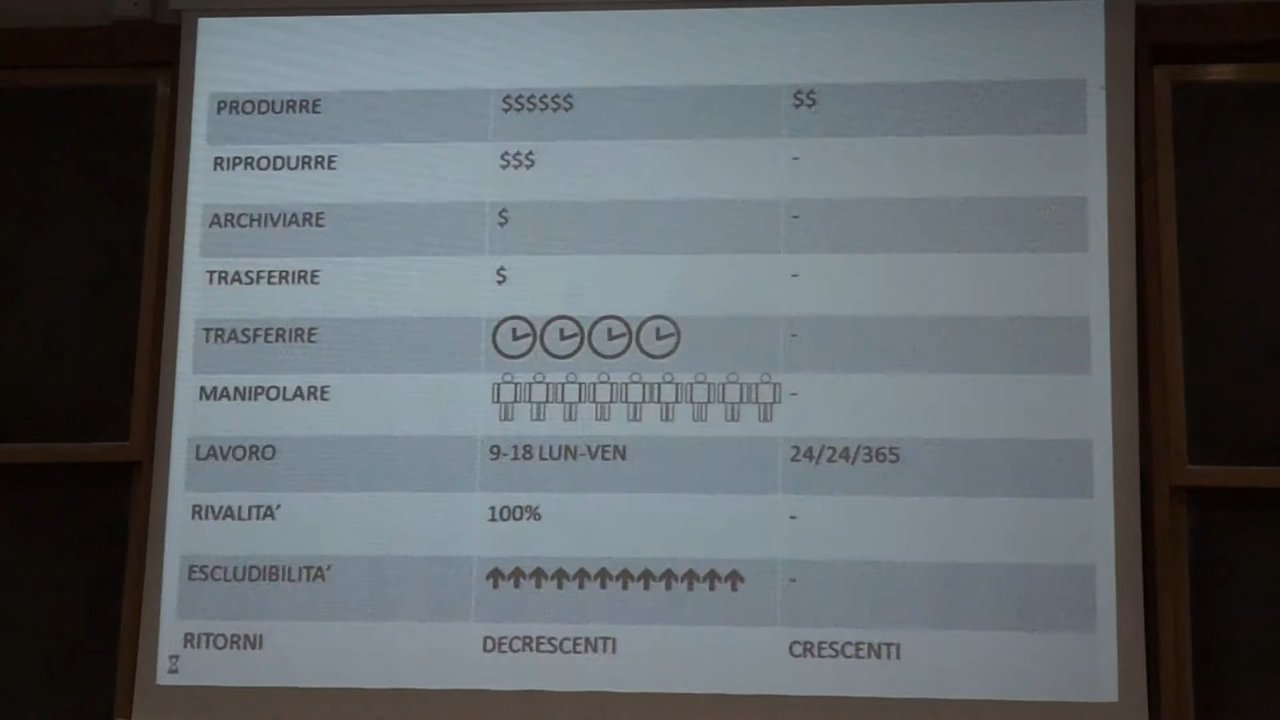 PRODURRE $$$$$$ $$
RIPRODURRE $$$ -
ARCHIVIARE $ -
TRASFERIRE $ -
TRASFERIRE -
MANIPOLARE -
LAVORO 9-18 LUN-VEN 24/24/365
RIVALITA’ 100% -
ESCLUDIBILITA’ -
RITORNI DECRESCENTI CRESCENTI